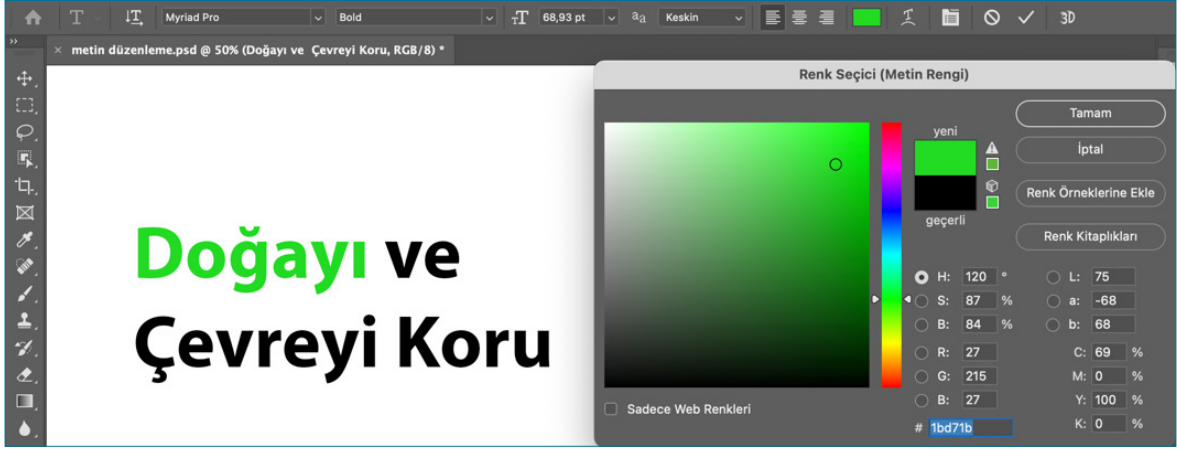 T Myriad Pro Bold 68,93 pt aa Keskin 3D
× metin düzenleme.psd @ 50% (Doğayı ve Çevreyi Koru, RGB/8) *
Renk Seçici (Metin Rengi)
yeni
geçerli
Tamam
İptal
Renk Örneklerine Ekle
Renk Kitaplıkları
H: 120 °
S: 87 %
B: 84 %
R: 27
G: 215
B: 27
# 1bd71b
L: 75
a: -68
b: 68
C: 69 %
M: 0 %
Y: 100 %
K: 0 %
Sadece Web Renkleri
Doğayı ve
Çevreyi Koru